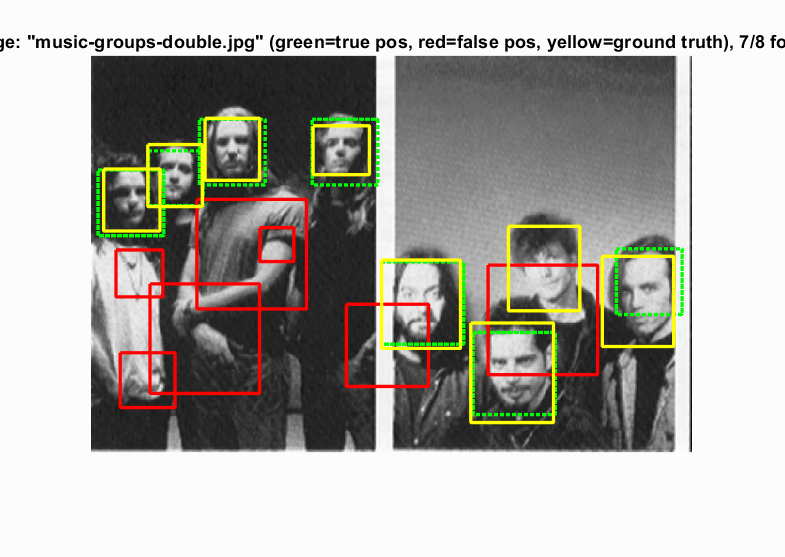 ge: "music-groups-double.jpg" (green=true pos, red=false pos, yellow=ground truth), 7/8 fo